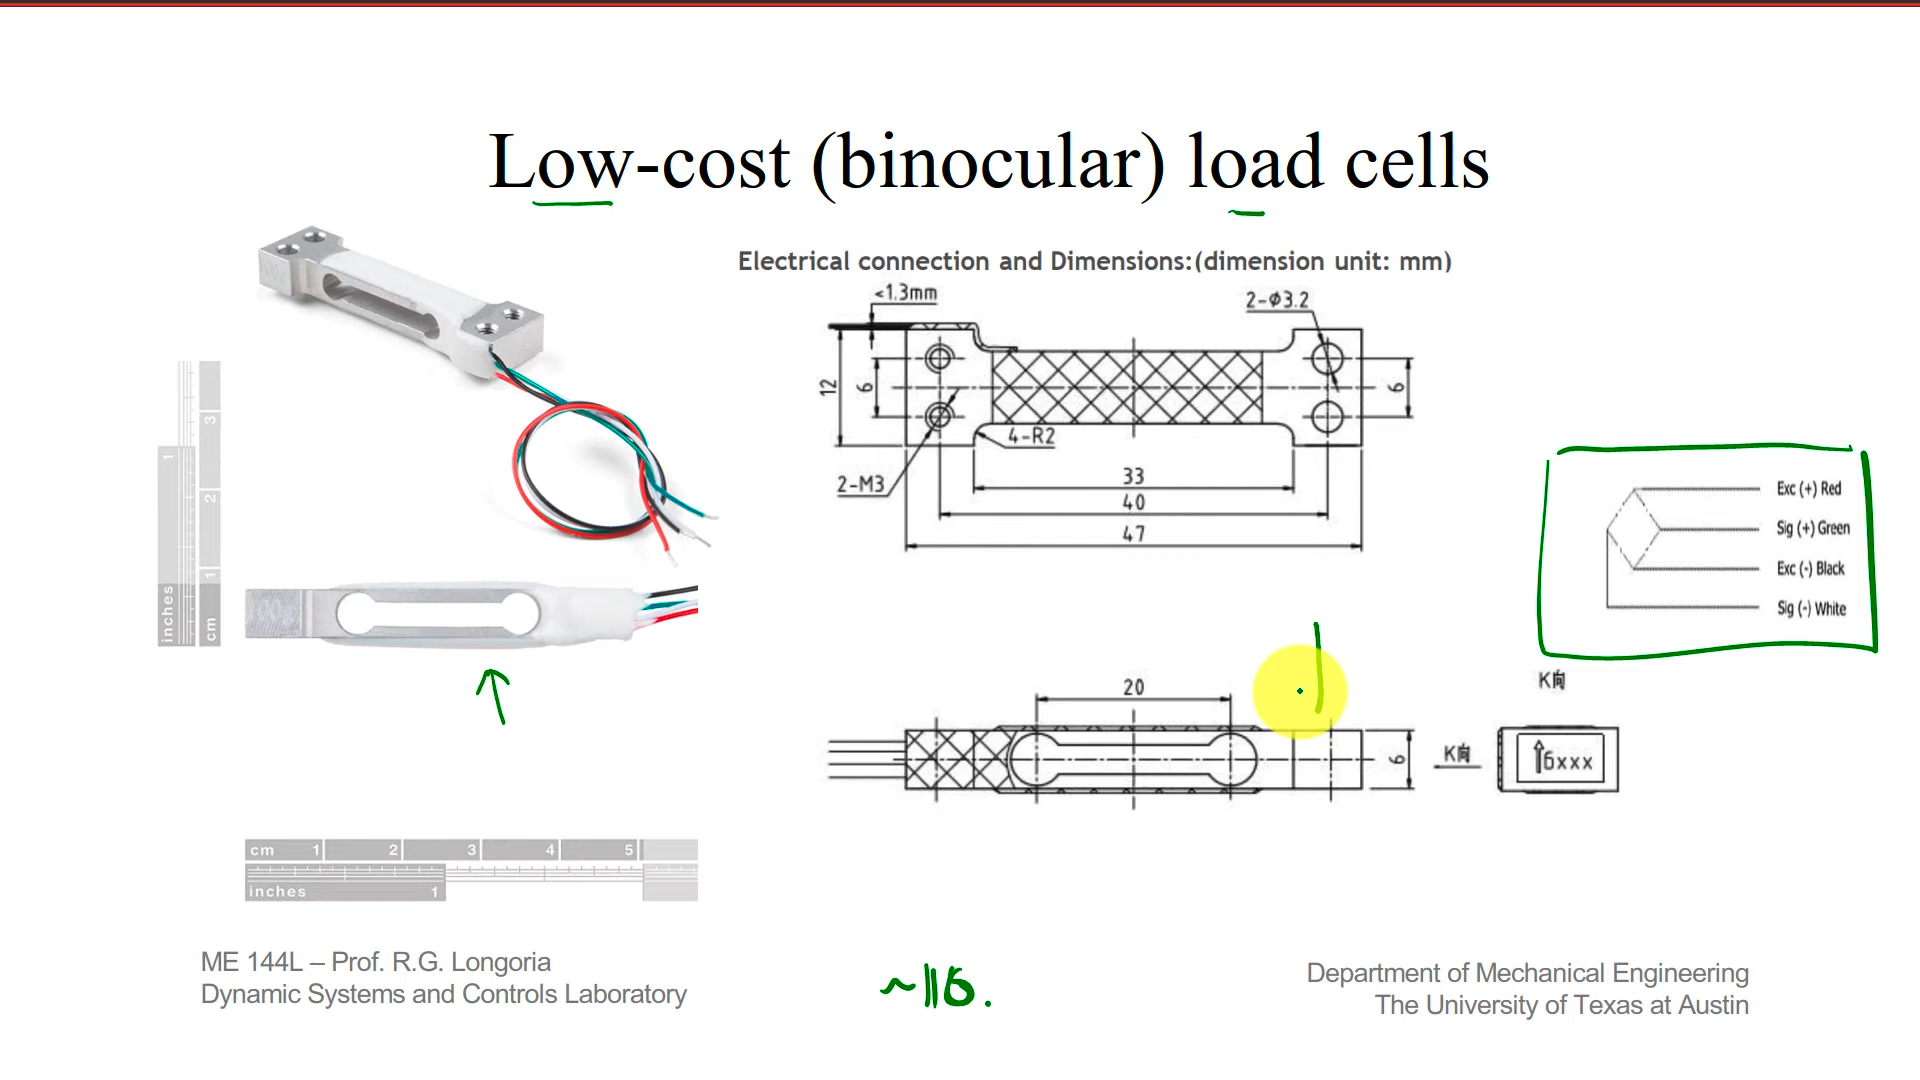 Low-cost (binocular) load cells
Electrical connection and Dimensions:(dimension unit: mm)
<1.3mm
2-Φ3.2
12
6
6
4-R2
2-M3
33
40
47
Exc (+) Red
Sig (+) Green
Exc (-) Black
Sig (-) White
K向
20
6
K向
6xxx
1
inches
3
2
1
cm
cm 1 2 3 4 5
inches 1
ME 144L – Prof. R.G. Longoria
Dynamic Systems and Controls Laboratory
~116.
Department of Mechanical Engineering
The University of Texas at Austin